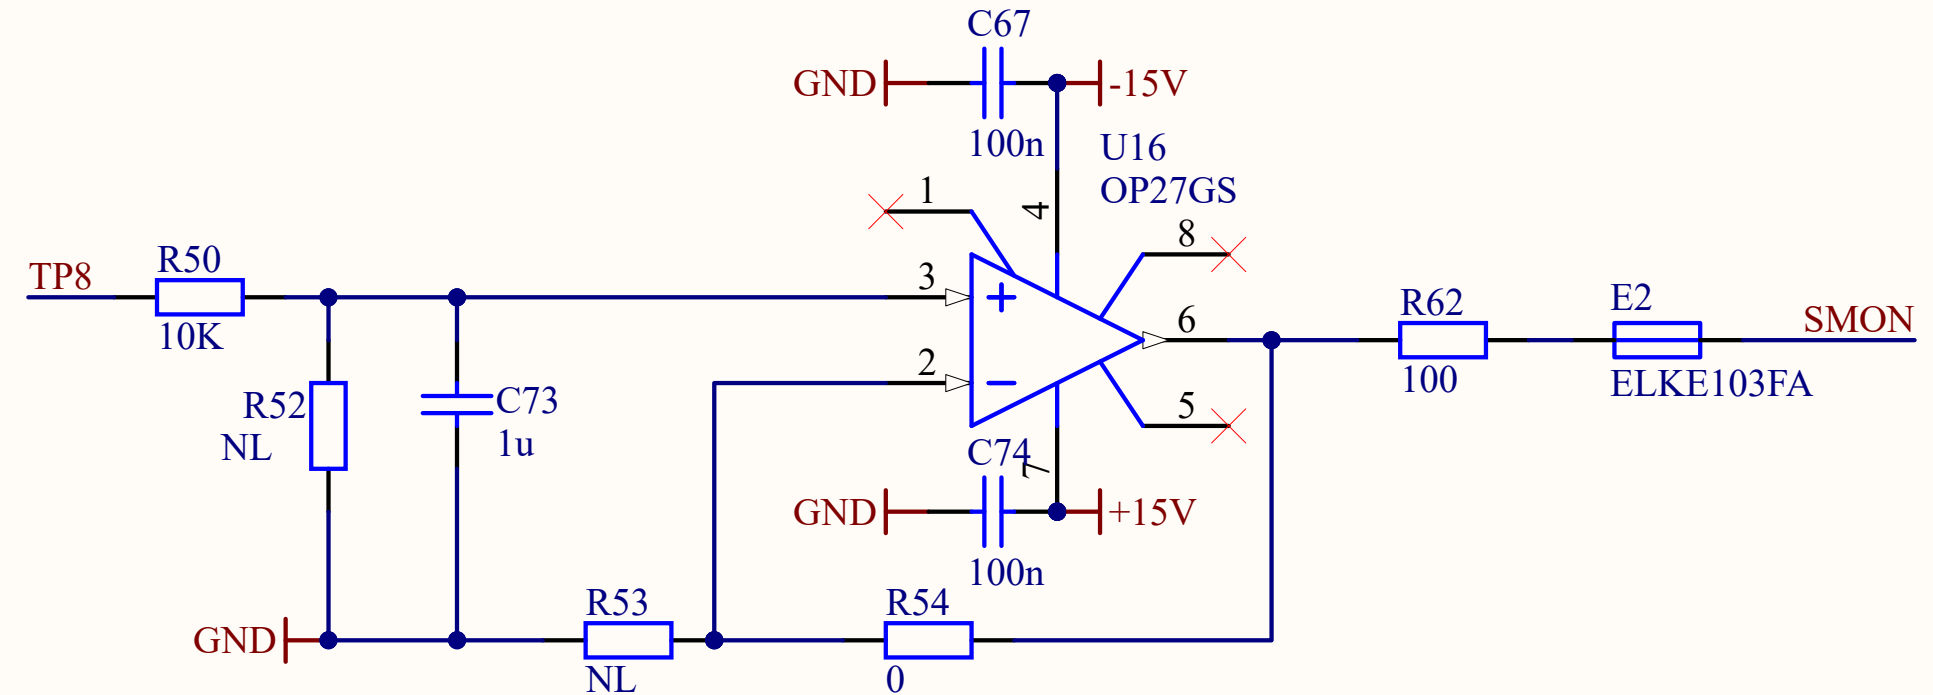 C67
GND
-15V
100n
U16
OP27GS
1
4
8
TP8
R50
10K
3
2
6
5
R62
100
E2
ELKE103FA
SMON
R52
NL
C73
1u
C74
7
GND
+15V
100n
GND
R53
NL
R54
0